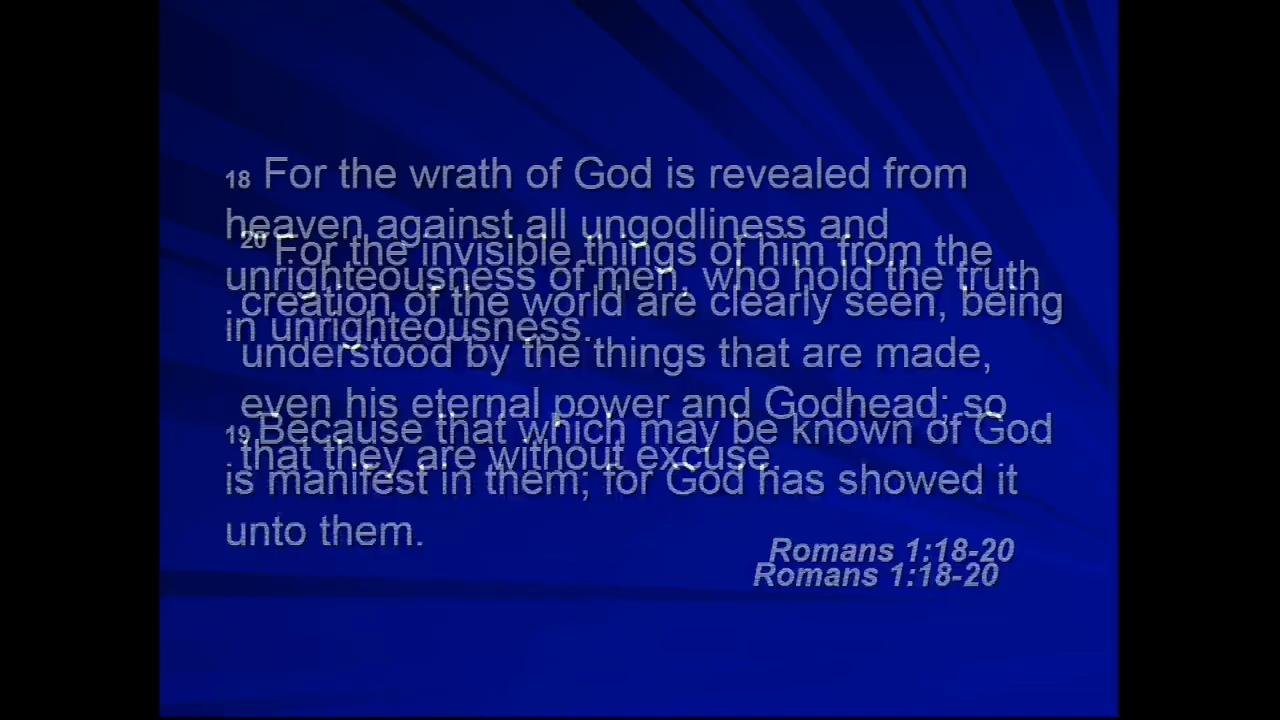 18 For the wrath of God is revealed from
heaven against all ungodliness and
unrighteousness of men, who hold the truth
in unrighteousness.
19 Because that which may be known of God
is manifest in them; for God has showed it
unto them.
Romans 1:18-20
20 For the invisible things of him from the
creation of the world are clearly seen, being
understood by the things that are made,
even his eternal power and Godhead; so
that they are without excuse.
Romans 1:18-20